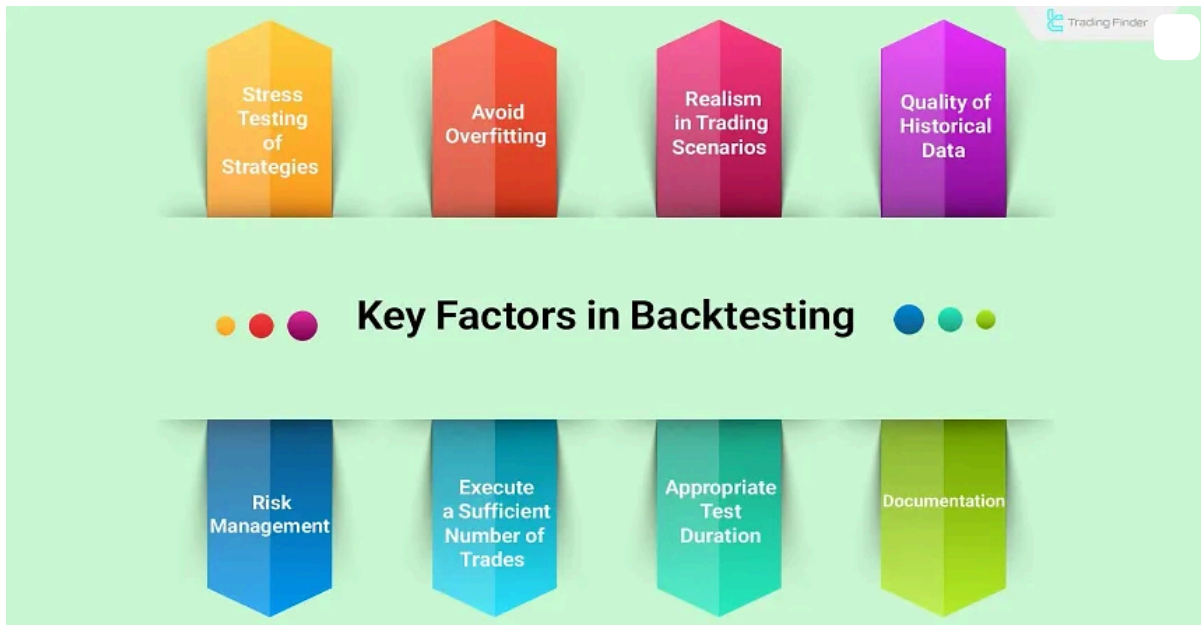 Trading Finder
Stress
Testing
of
Strategies
Avoid
Overfitting
Realism
in Trading
Scenarios
Quality of
Historical
Data
Key Factors in Backtesting
Risk
Management
Execute
a Sufficient
Number of
Trades
Appropriate
Test
Duration
Documentation